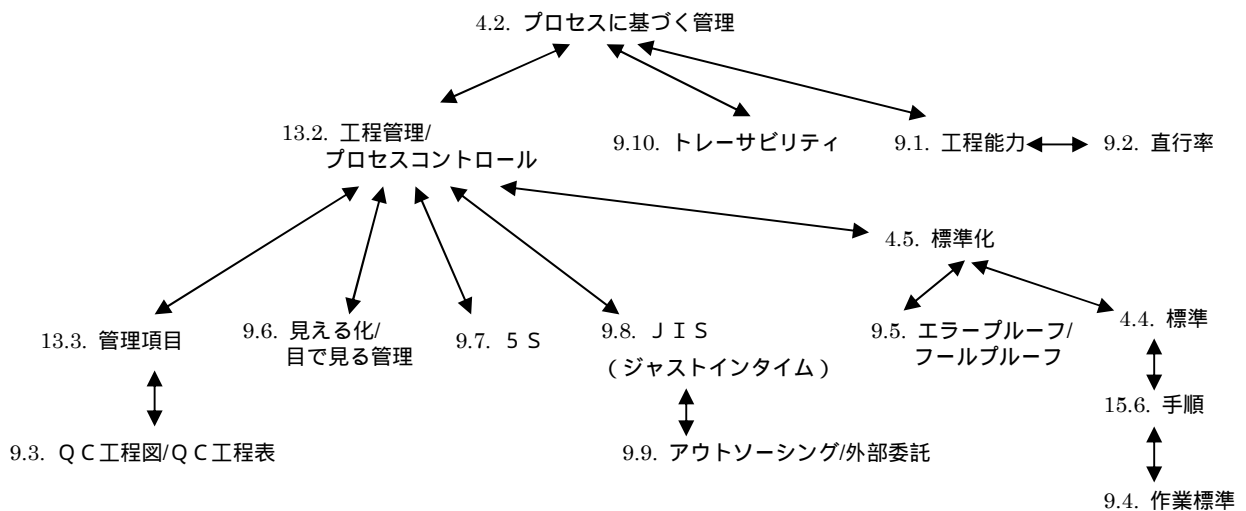 4.2. プロセスに基づく管理
13.2. 工程管理/
プロセスコントロール
9.10. トレーサビリティ
9.1. 工程能力
9.2. 直行率
4.5. 標準化
13.3. 管理項目
9.6. 見える化/
目で見る管理
9.7. 5S
9.8. JIS
(ジャストインタイム)
9.5. エラープルーフ/
フールプルーフ
4.4. 標準
15.6. 手順
9.3. QC工程図/QC工程表
9.9. アウトソーシング/外部委託
9.4. 作業標準